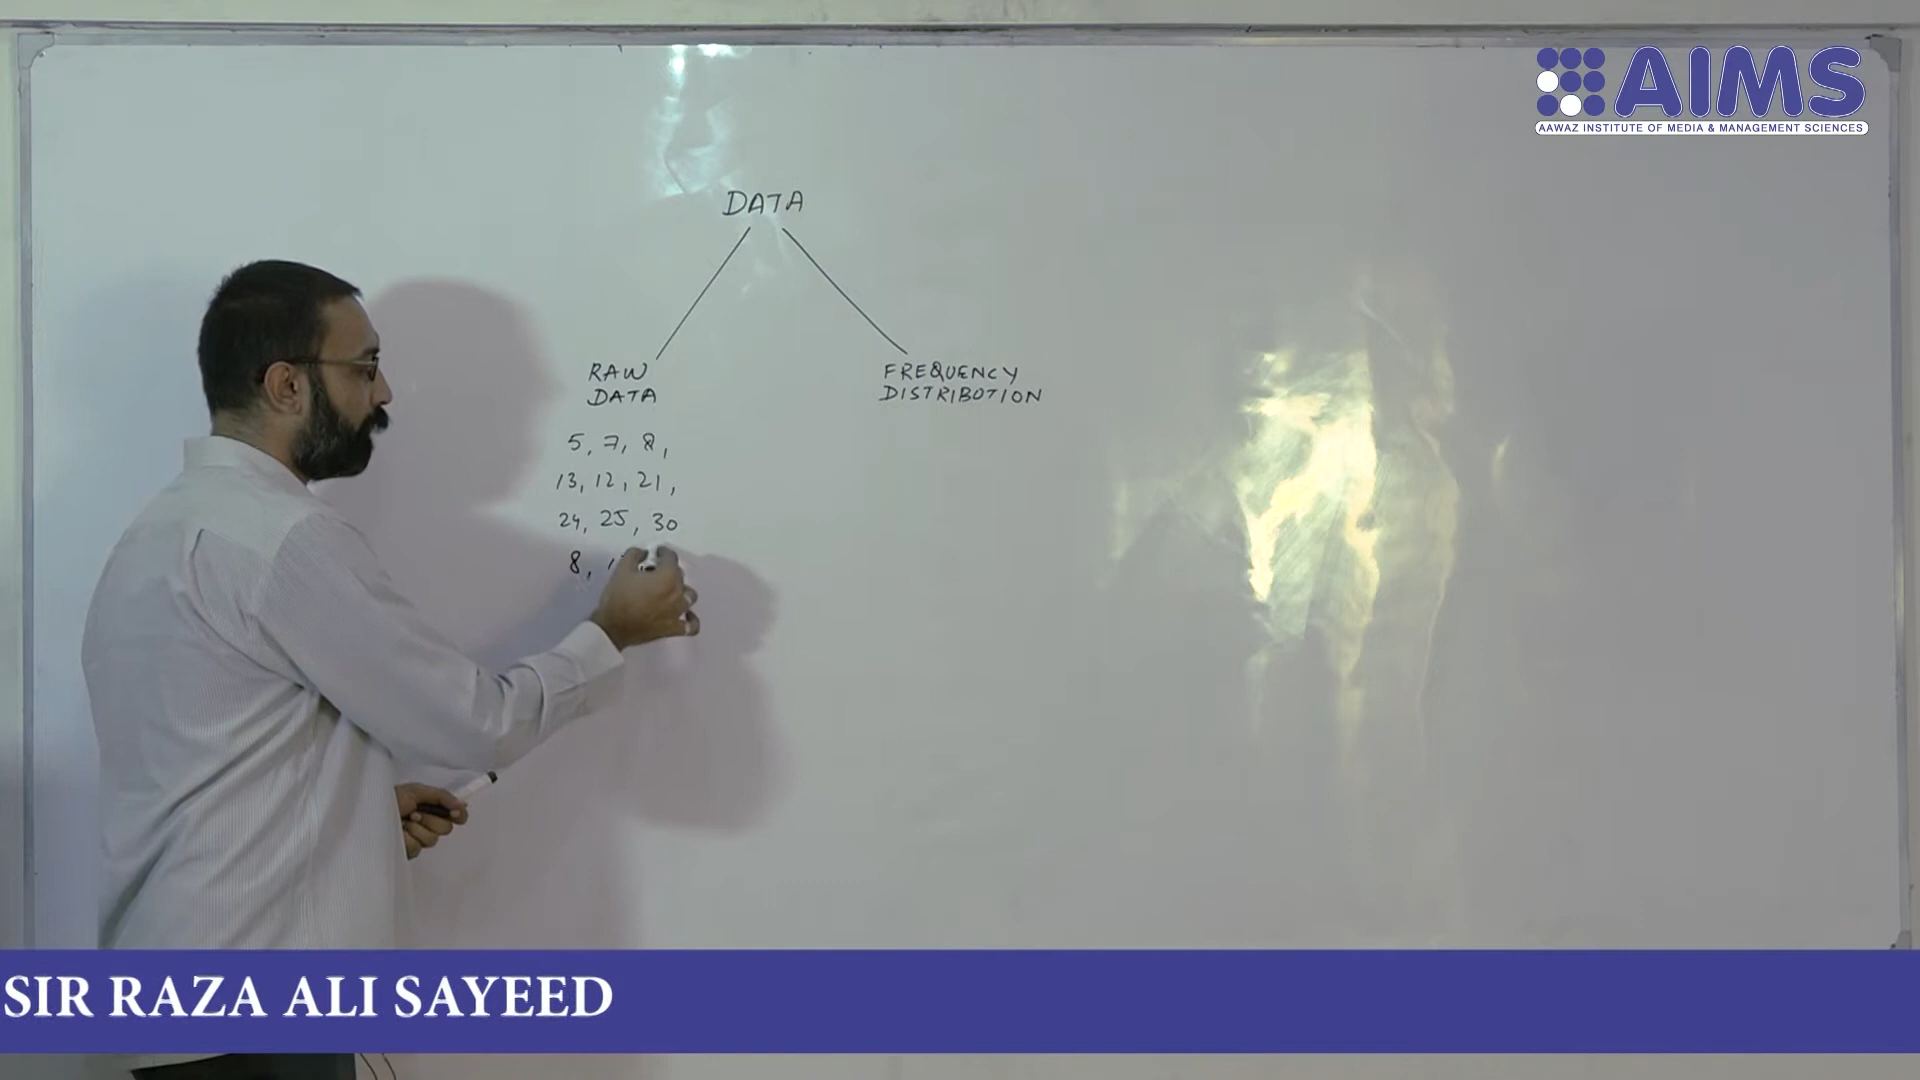 AIMS
AAWAZ INSTITUTE OF MEDIA & MANAGEMENT SCIENCES
DATA
RAW
DATA
FREQUENCY
DISTRIBUTION
5, 7, 8,
13, 12, 21,
24, 25, 30
8,
SIR RAZA ALI SAYEED